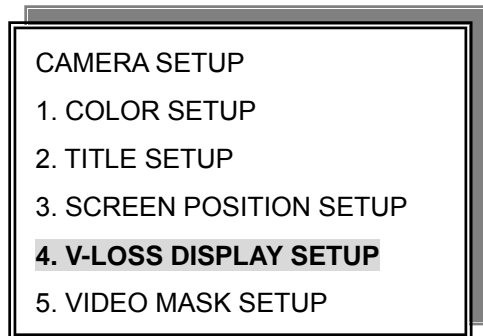 CAMERA SETUP
1. COLOR SETUP
2. TITLE SETUP
3. SCREEN POSITION SETUP
4. V-LOSS DISPLAY SETUP
5. VIDEO MASK SETUP